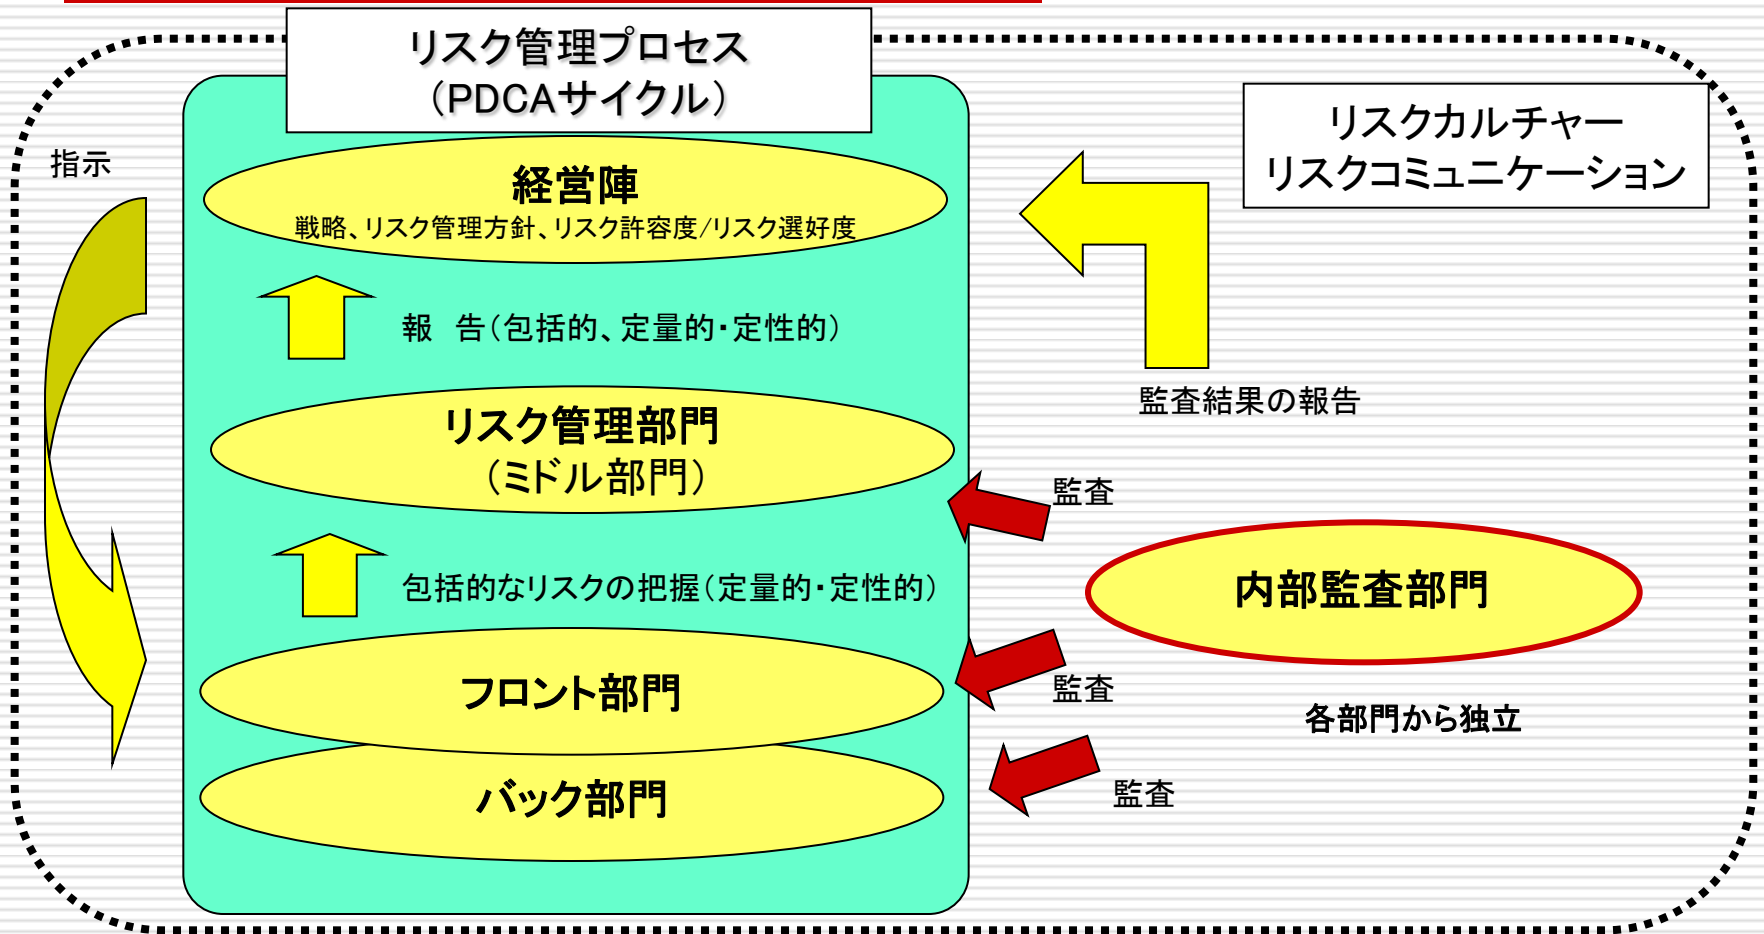 リスク管理プロセス
（PDCAサイクル）
リスクカルチャー
リスクコミュニケーション
指示
経営陣
戦略、リスク管理方針、リスク許容度/リスク選好度
報　告（包括的、定量的・定性的）
監査結果の報告
リスク管理部門
（ミドル部門）
監査
内部監査部門
包括的なリスクの把握（定量的・定性的）
フロント部門
監査
各部門から独立
バック部門
監査